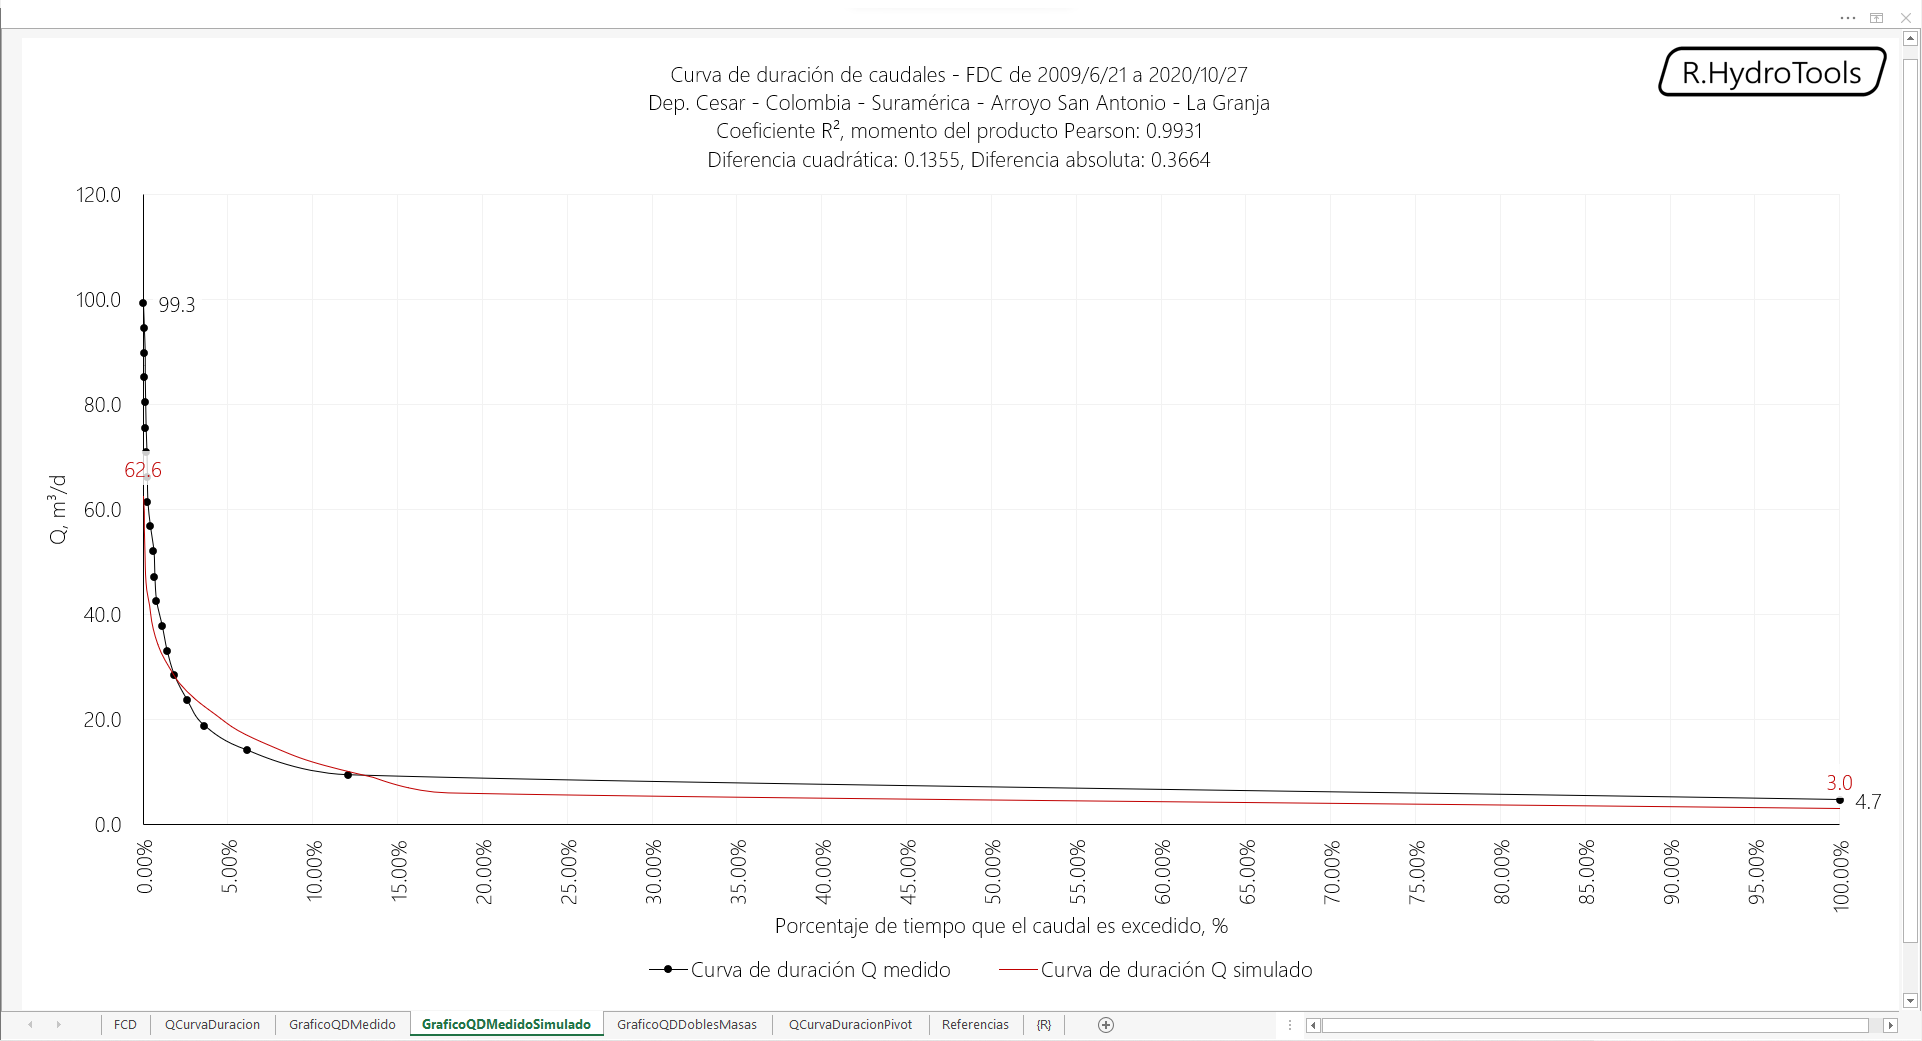 R.HydroTools
Curva de duración de caudales - FDC de 2009/6/21 a 2020/10/27
Dep. Cesar - Colombia - Suramérica - Arroyo San Antonio - La Granja
Coeficiente R², momento del producto Pearson: 0.9931
Diferencia cuadrática: 0.1355, Diferencia absoluta: 0.3664
120.0
100.0
80.0
60.0
40.0
20.0
0.0
Q, m³/d
99.3
62.6
3.0
4.7
0.00% 5.00% 10.00% 15.00% 20.00% 25.00% 30.00% 35.00% 40.00% 45.00% 50.00% 55.00% 60.00% 65.00% 70.00% 75.00% 80.00% 85.00% 90.00% 95.00% 100.00%
Porcentaje de tiempo que el caudal es excedido, %
Curva de duración Q medido Curva de duración Q simulado
FCD QCurvaDuracion GraficoQDMedido GraficoQDMedidoSimulado GraficoQDDoblesMasas QCurvaDuracionPivot Referencias {R}